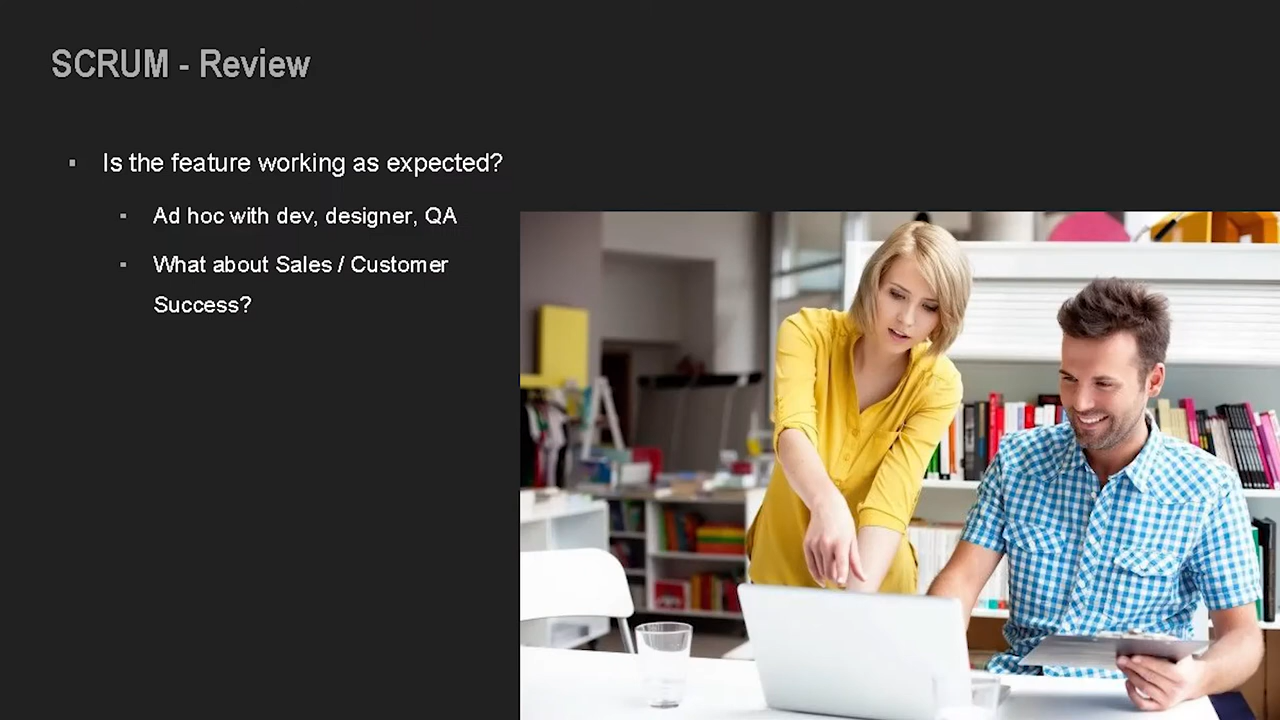 SCRUM - Review
Is the feature working as expected?
Ad hoc with dev, designer, QA
What about Sales / Customer
Success?